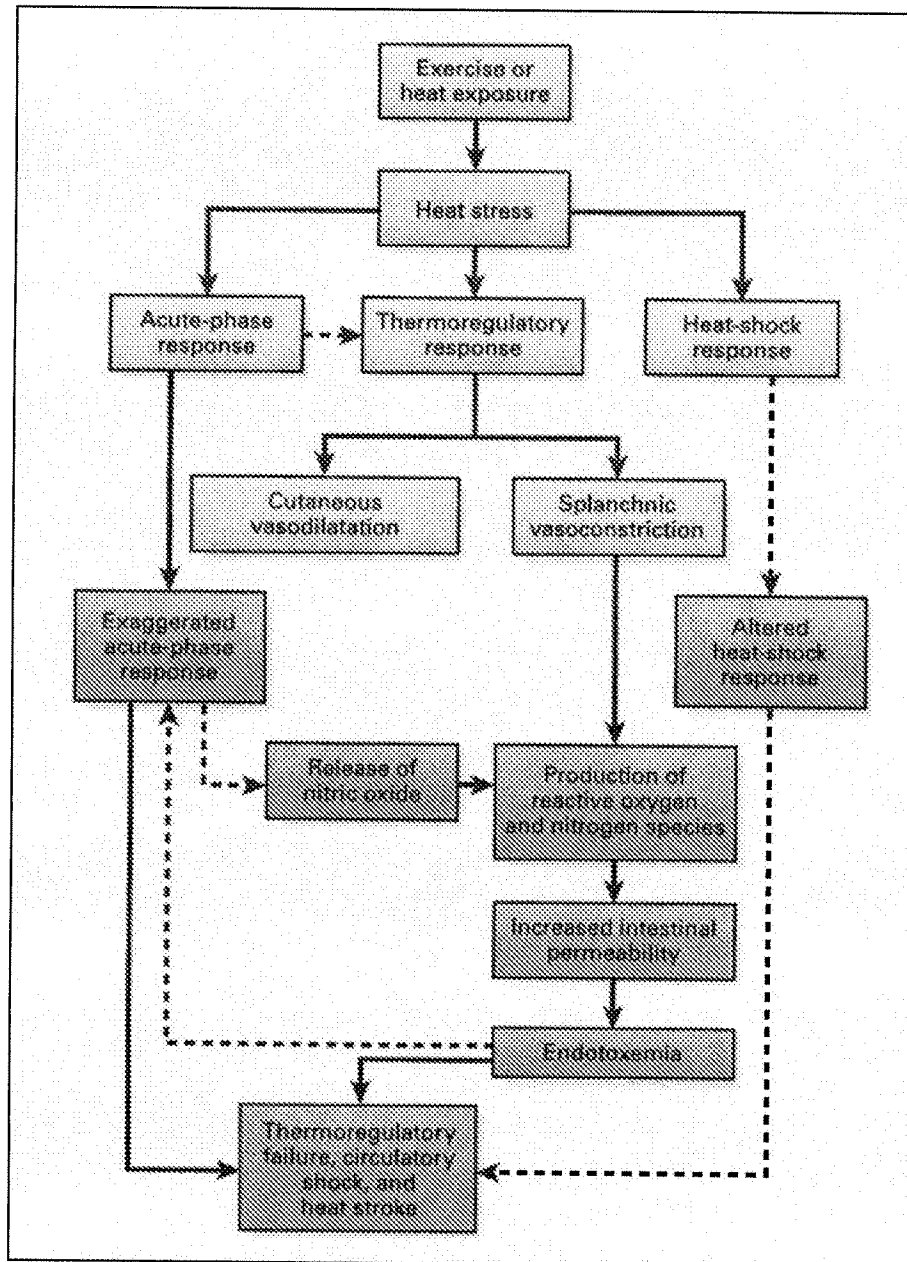 Exercise or
heat exposure
Heat stress
Acute-phase
response
Thermoregulatory
response
Heat-shock
response
Cutaneous
vasodilatation
Splanchnic
vasoconstriction
Exaggerated
acute-phase
response
Altered
heat-shock
response
Release of
nitric oxide
Production of
reactive oxygen
and nitrogen species
Increased intestinal
permeability
Endotoxemia
Thermoregulatory
failure, circulatory
shock, and
heat stroke